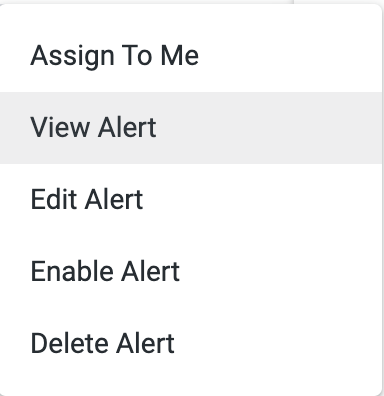 Assign To Me
View Alert
Edit Alert
Enable Alert
Delete Alert